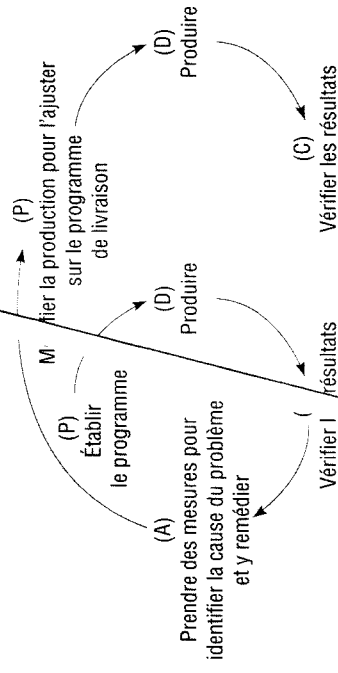 (P)
M fier la production pour l'ajuster
sur le programme
de livraison
(D)
Produire
(C)
Vérifier les résultats
(P)
Établir
le programme
(D)
Produire
(
Vérifier l résultats
(A)
Prendre des mesures pour
identifier la cause du problème
et y remédier